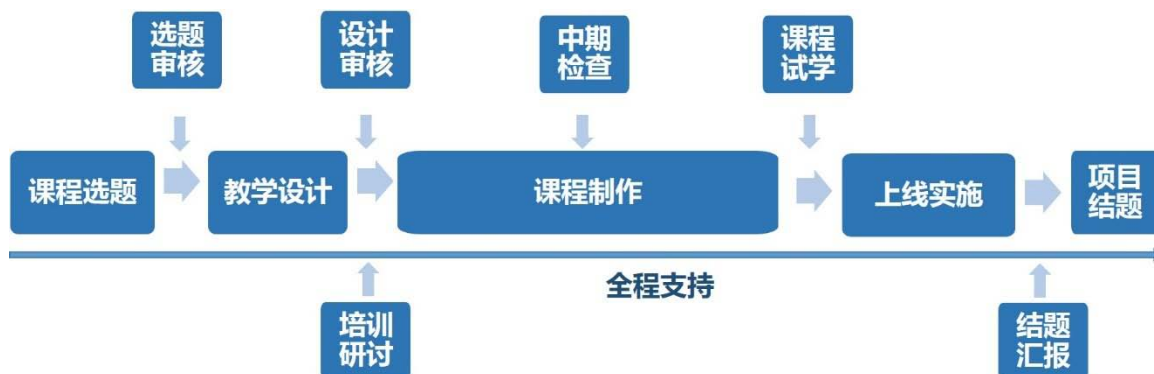 选题
审核
设计
审核
中期
检查
课程
试学
课程选题
教学设计
课程制作
上线实施
项目
结题
全程支持
培训
研讨
结题
汇报